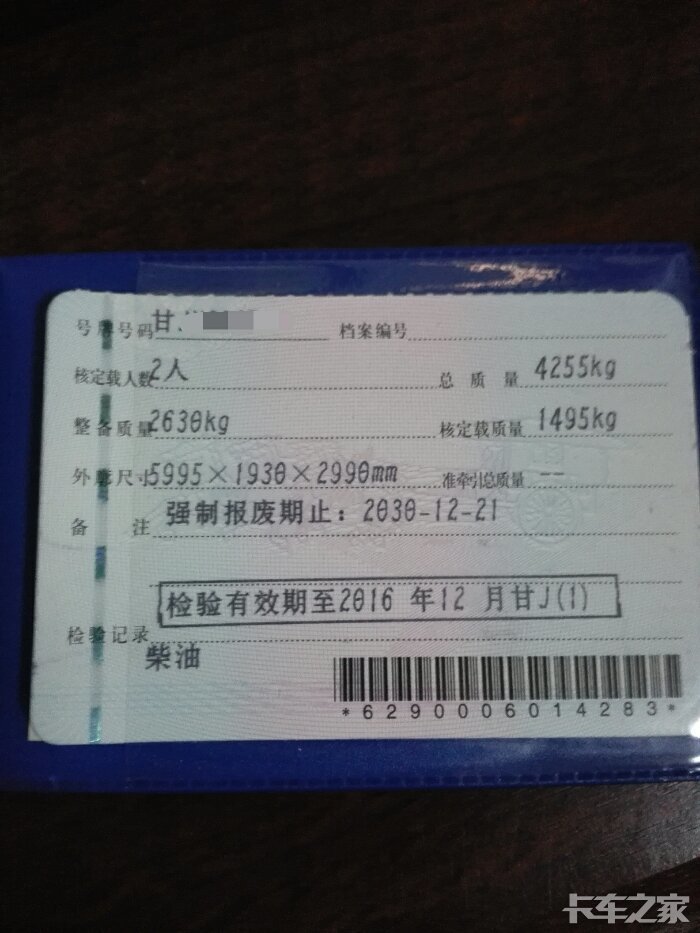 号牌号码 甘 档案编号
核定载人数 2人 总质量 4255kg
整备质量 2630kg 核定载质量 1495kg
外廓尺寸 5995×1930×2990mm 准牵引总质量 --
备注 强制报废期止：2030-12-21
检验有效期至2016 年12 月甘J(1)
检验记录
柴油
*6290006014283*
卡车之家